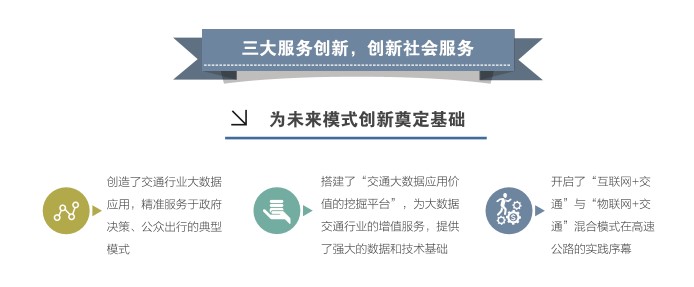 三大服务创新，创新社会服务
为未来模式创新奠定基础
创造了交通行业大数据
应用，精准服务于政府
决策、公众出行的典型
模式
搭建了“交通大数据应用价
值的挖掘平台”，为大数据
交通行业的增值服务，提供
了强大的数据和技术基础
开启了“互联网+交
通”与“物联网+交
通”混合模式在高速
公路的实践序幕